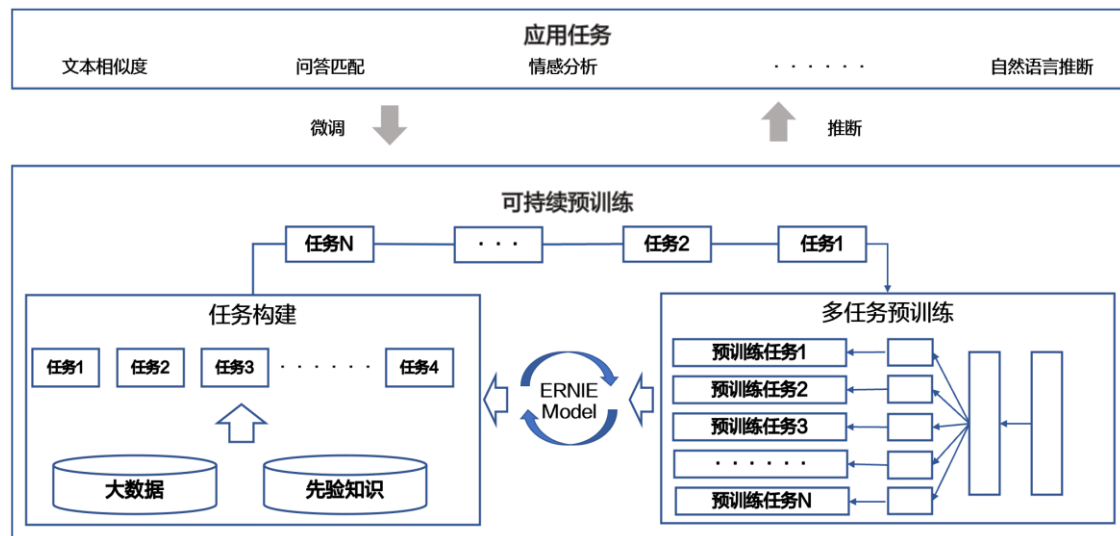 应用任务
文本相似度 问答匹配 情感分析 · · · · · · 自然语言推断
微调 推断
可持续预训练
任务N · · · 任务2 任务1
任务构建
任务1 任务2 任务3 · · · · · · 任务4
大数据 先验知识
ERNIE
Model
多任务预训练
预训练任务1
预训练任务2
预训练任务3
· · · · · ·
预训练任务N